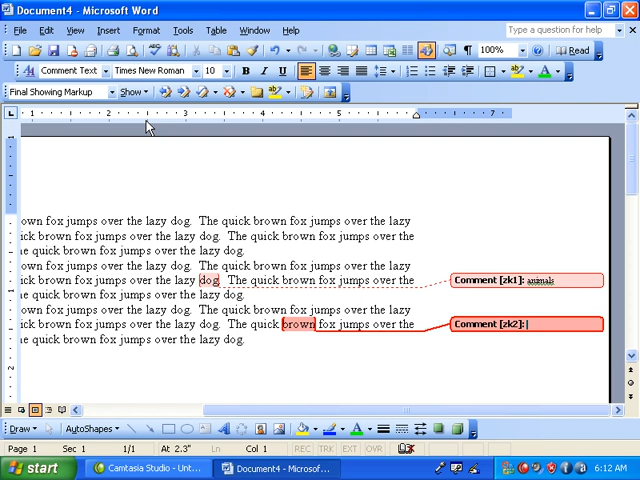 Document4 - Microsoft Word
File Edit View Insert Format Tools Table Window Help Type a question for help
100% Read
Comment Text Times New Roman 10 B I U
Final Showing Markup Show
1 2 3 4 5 7
own fox jumps over the lazy dog. The quick brown fox jumps over the lazy
ick brown fox jumps over the lazy dog. The quick brown fox jumps over the
he quick brown fox jumps over the lazy dog.
own fox jumps over the lazy dog. The quick brown fox jumps over the lazy
ick brown fox jumps over the lazy dog. The quick brown fox jumps over the
Comment [zk1]: animals
he quick brown fox jumps over the lazy dog.
own fox jumps over the lazy dog. The quick brown fox jumps over the lazy
ick brown fox jumps over the lazy dog. The quick brown fox jumps over the
Comment [zk2]:
he quick brown fox jumps over the lazy dog.
Draw AutoShapes
Page 1 Sec 1 1/1 At 2.3" Ln Col 1 REC TRK EXT OVR
start Camtasia Studio - Unt... Document4 - Microsof... 6:12 AM